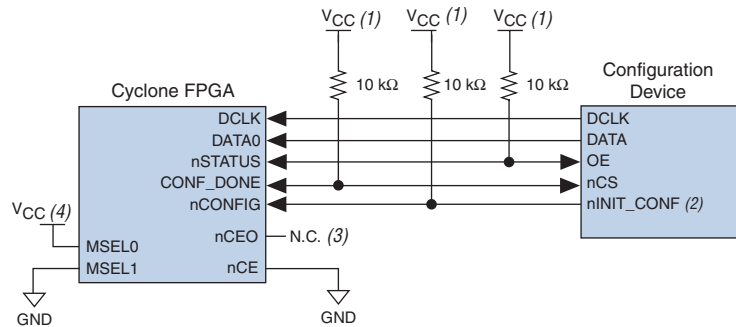 VCC (1) VCC (1) VCC (1)
10 kΩ 10 kΩ 10 kΩ
Cyclone FPGA
Configuration
Device
DCLK DCLK
DATA0 DATA
nSTATUS OE
CONF_DONE nCS
nCONFIG nINIT_CONF (2)
VCC (4)
nCEO N.C. (3)
MSEL0
MSEL1 nCE
GND GND